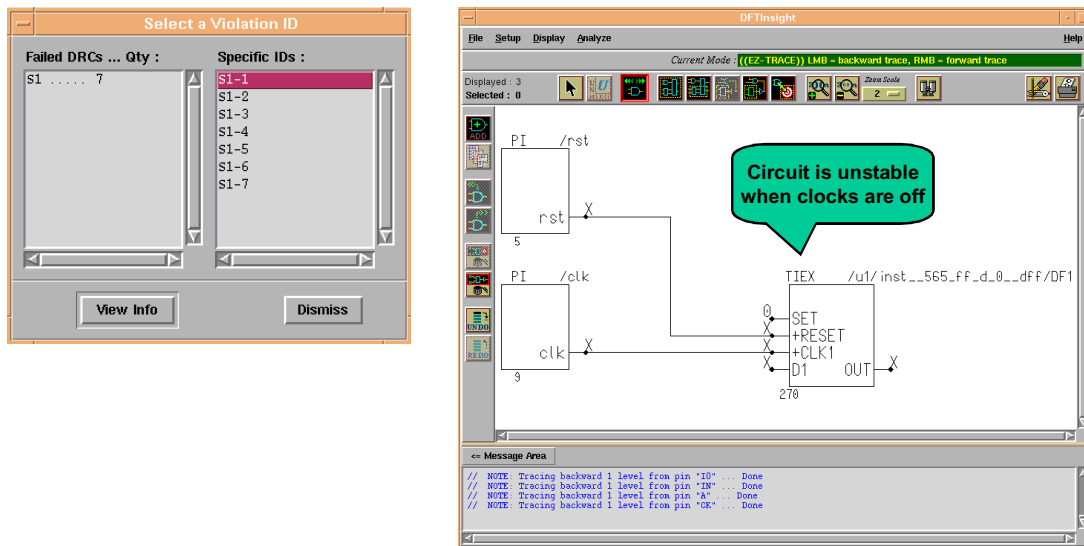 Select a Violation ID
Failed DRCs ... Qty :
Specific IDs :
S1 ..... 7
S1-1
S1-2
S1-3
S1-4
S1-5
S1-6
S1-7
View Info
Dismiss
DFTInsight
File Setup Display Analyze Help
Current Mode : ((EZ-TRACE)) LMB = backward trace, RMB = forward trace
Displayed : 3
Selected : 0
U
Zoom Scale
2
ADD
UNDO
REDO
PI /rst
rst X
5
PI /clk
clk X
9
Circuit is unstable
when clocks are off
TIEX /u1/inst__565_ff_d_0__dff/DF1
0 SET
X +RESET
X +CLK1
X D1 OUT X
270
<= Message Area
// NOTE: Tracing backward 1 level from pin "I0" ... Done
// NOTE: Tracing backward 1 level from pin "IN" ... Done
// NOTE: Tracing backward 1 level from pin "A" ... Done
// NOTE: Tracing backward 1 level from pin "CK" ... Done